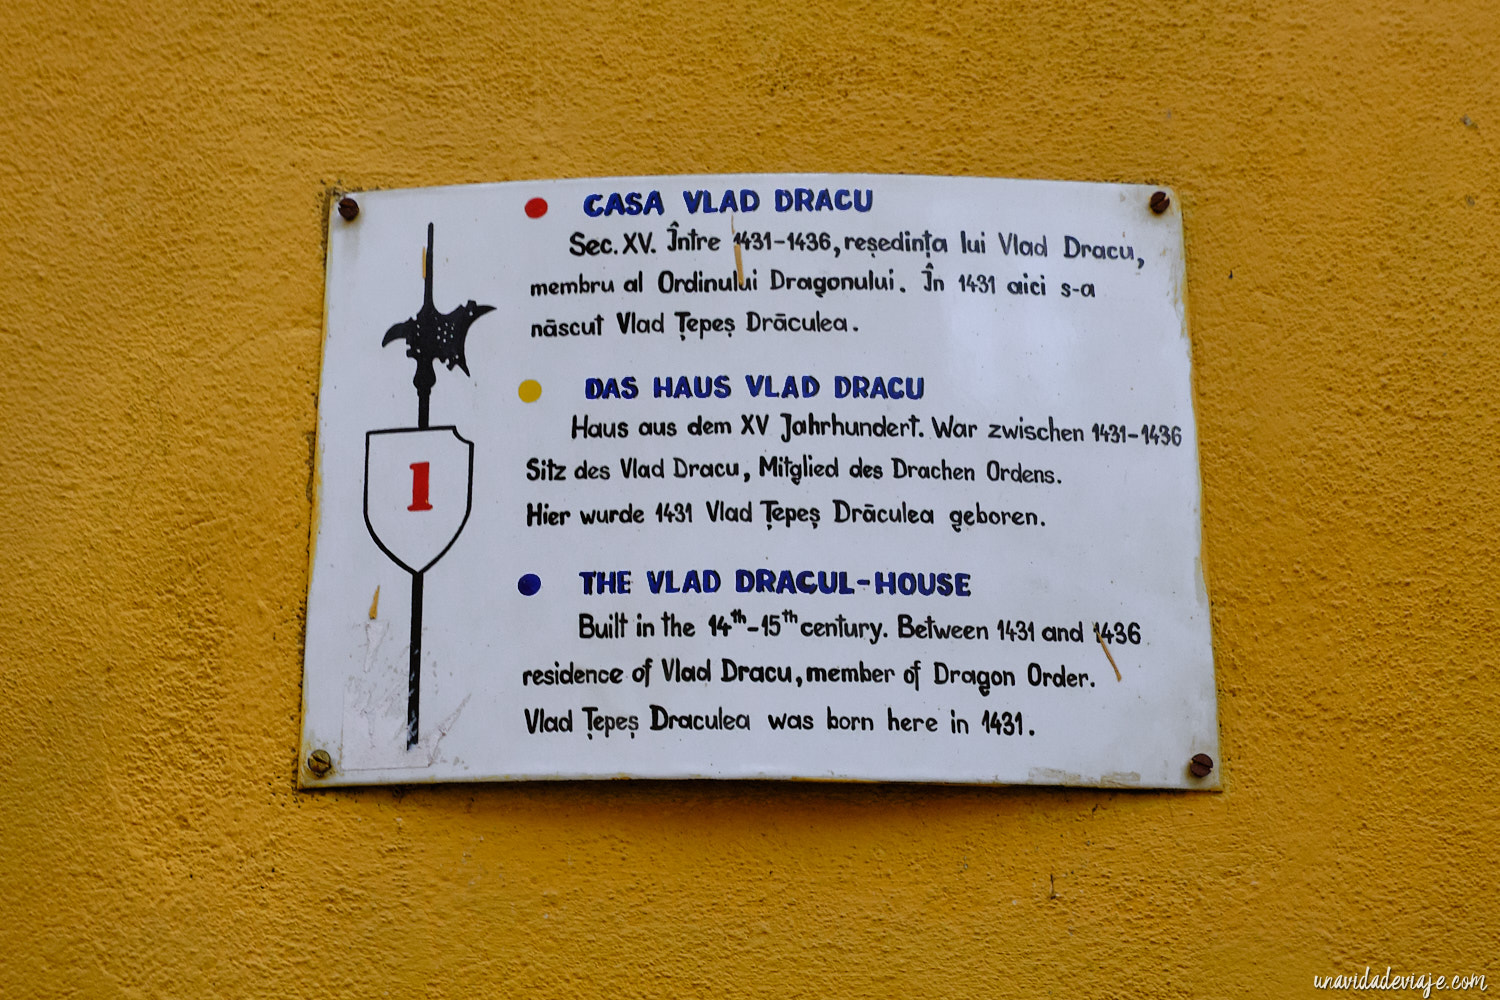 CASA VLAD DRACU
Sec. XV. Între 1431-1436, reședința lui Vlad Dracu,
membru al Ordinului Dragonului. În 1431 aici s-a
născut Vlad Țepeș Drăculea.
DAS HAUS VLAD DRACU
Haus aus dem XV Jahrhundert. War zwischen 1431-1436
Sitz des Vlad Dracu, Mitglied des Drachen Ordens.
Hier wurde 1431 Vlad Țepeș Drăculea geboren.
1
THE VLAD DRACUL-HOUSE
Built in the 14th-15th century. Between 1431 and 1436
residence of Vlad Dracu, member of Dragon Order.
Vlad Țepeș Draculea was born here in 1431.
unavidadeviaje.com